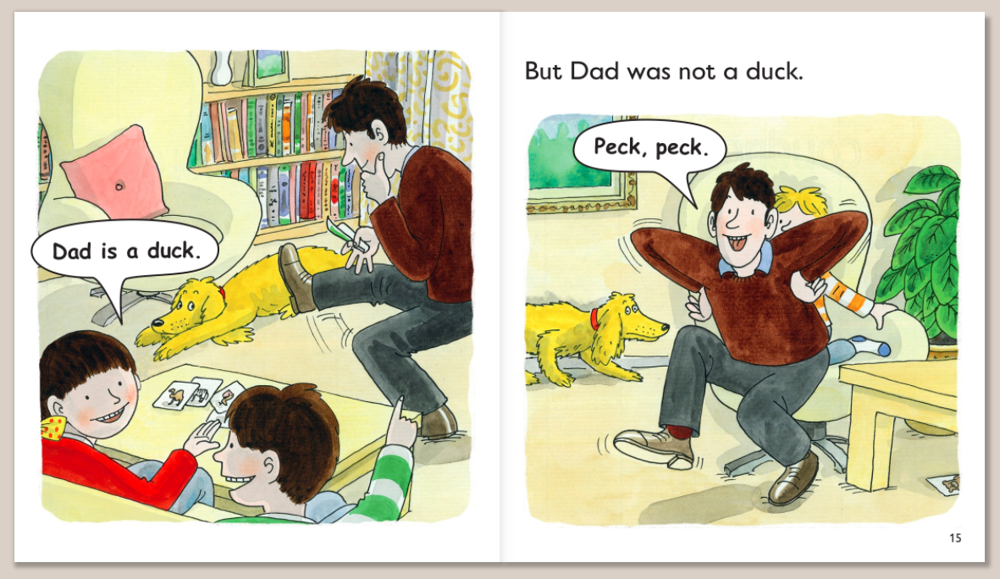 Dad is a duck.
But Dad was not a duck.
Peck, peck.
15